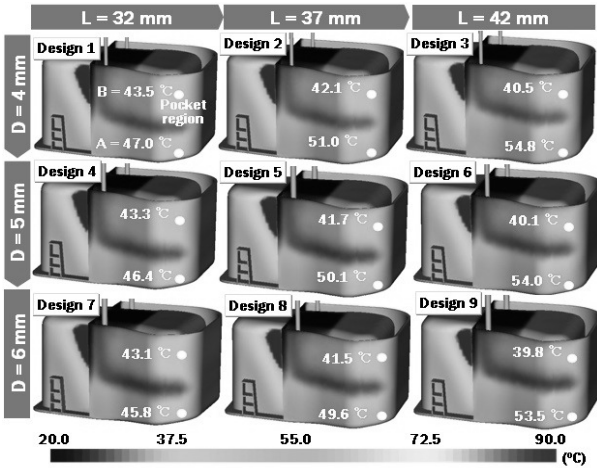 L = 32 mm
L = 37 mm
L = 42 mm
D = 4 mm
Design 1
B = 43.5 ℃
Pocket
region
A = 47.0 ℃
Design 2
42.1 ℃
51.0 ℃
Design 3
40.5 ℃
54.8 ℃
D = 5 mm
Design 4
43.3 ℃
46.4 ℃
Design 5
41.7 ℃
50.1 ℃
Design 6
40.1 ℃
54.0 ℃
D = 6 mm
Design 7
43.1 ℃
45.8 ℃
Design 8
41.5 ℃
49.6 ℃
Design 9
39.8 ℃
53.5 ℃
20.0 37.5 55.0 72.5 90.0
(ºC)